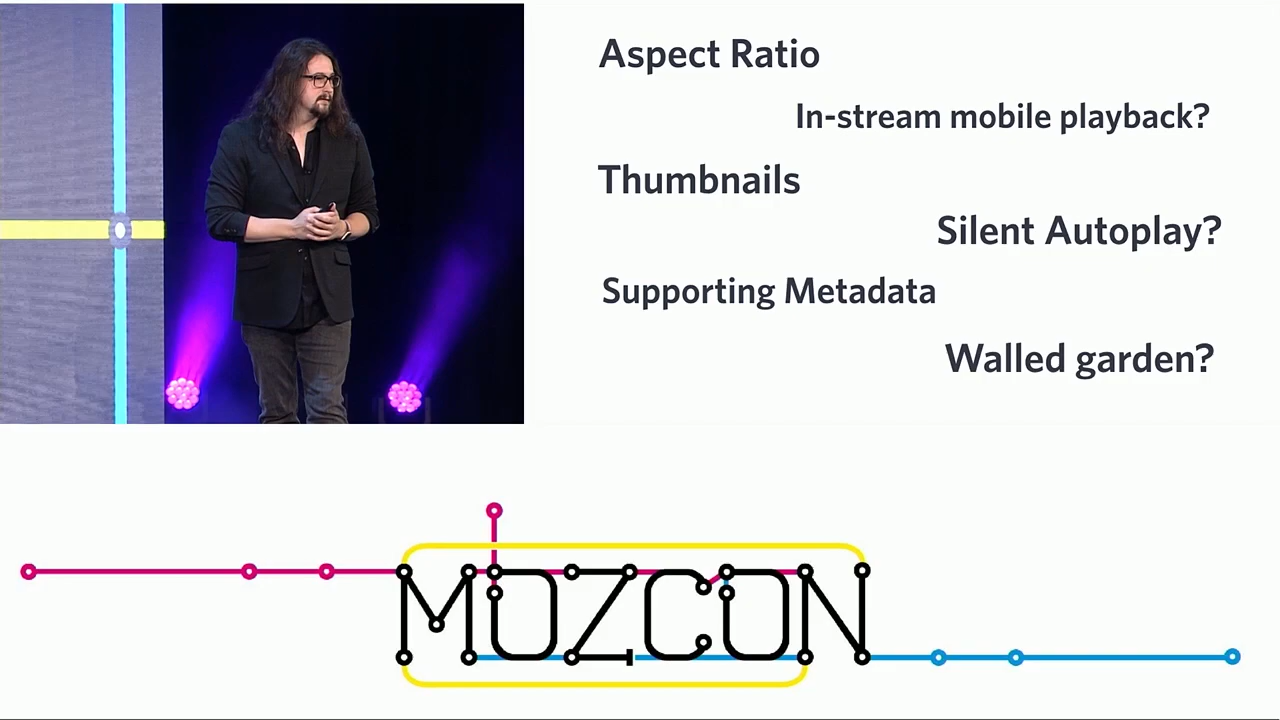 Aspect Ratio
In-stream mobile playback?
Thumbnails
Silent Autoplay?
Supporting Metadata
Walled garden?
MOZCON